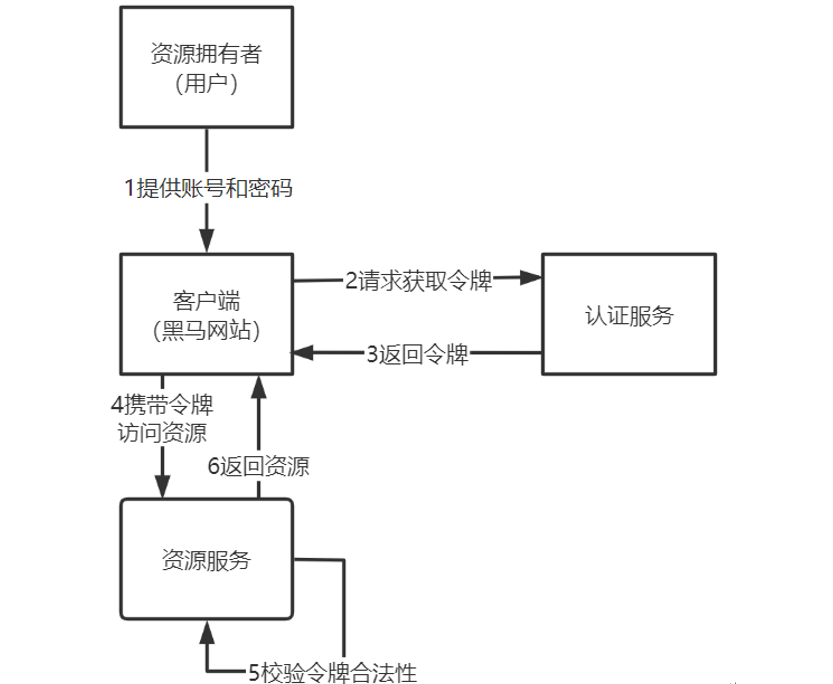 资源拥有者
（用户）
1提供账号和密码
客户端
（黑马网站）
2请求获取令牌
认证服务
3返回令牌
4携带令牌
访问资源
6返回资源
资源服务
5校验令牌合法性